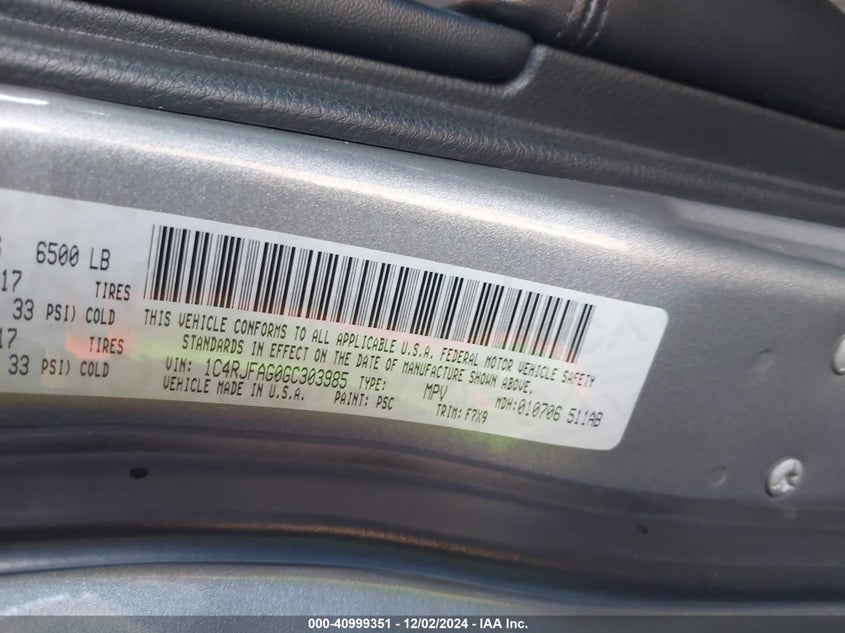 6500 LB
17 TIRES
33 PSI) COLD
17 TIRES
33 PSI) COLD
THIS VEHICLE CONFORMS TO ALL APPLICABLE U.S.A. FEDERAL MOTOR VEHICLE SAFETY
STANDARDS IN EFFECT ON THE DATE OF MANUFACTURE SHOWN ABOVE.
VIN: 1C4RJFAG0GC303985 TYPE: MPV MDH:010706 511AB
VEHICLE MADE IN U.S.A. PAINT: PSC TRIM: F7X9
000-40999351 - 12/02/2024 - IAA Inc.